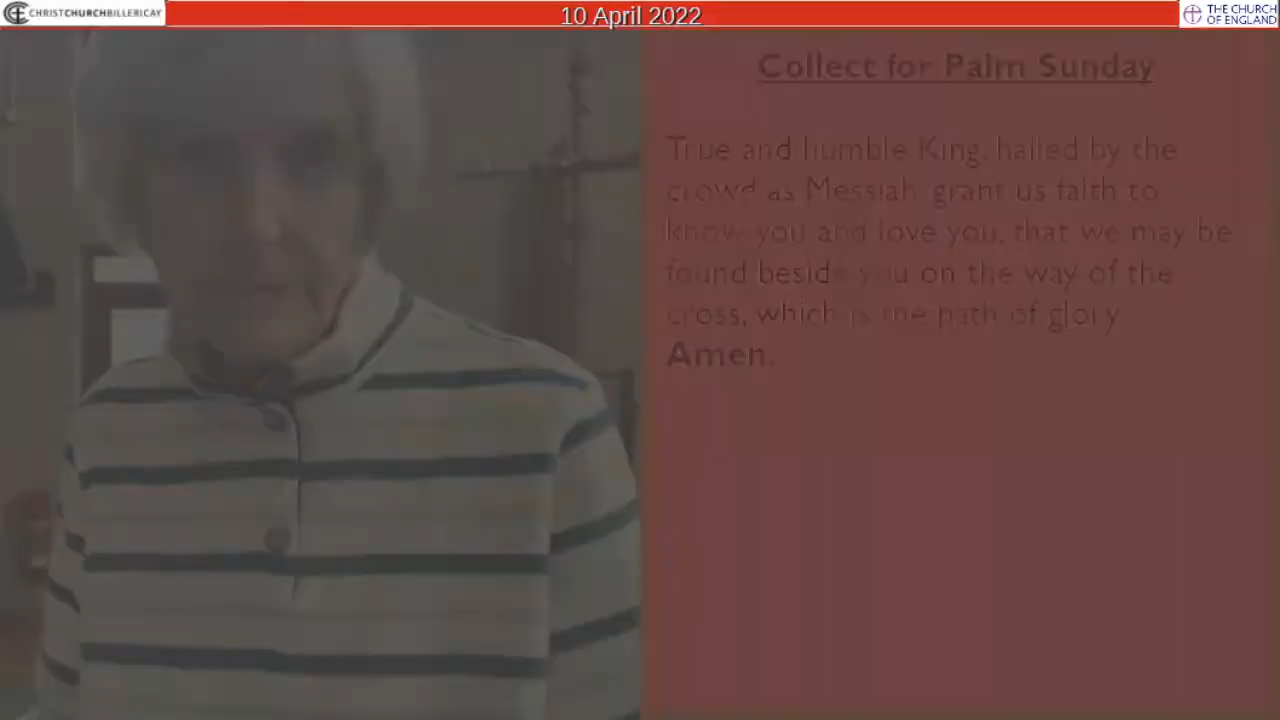 CHRISTCHURCHBILLERICAY
10 April 2022
THE CHURCH
OF ENGLAND
Collect for Palm Sunday
True and humble King, hailed by the
crowd as Messiah grant us faith to
know you and love you, that we may be
found beside you on the way of the
cross, which is the path of glory
Amen.